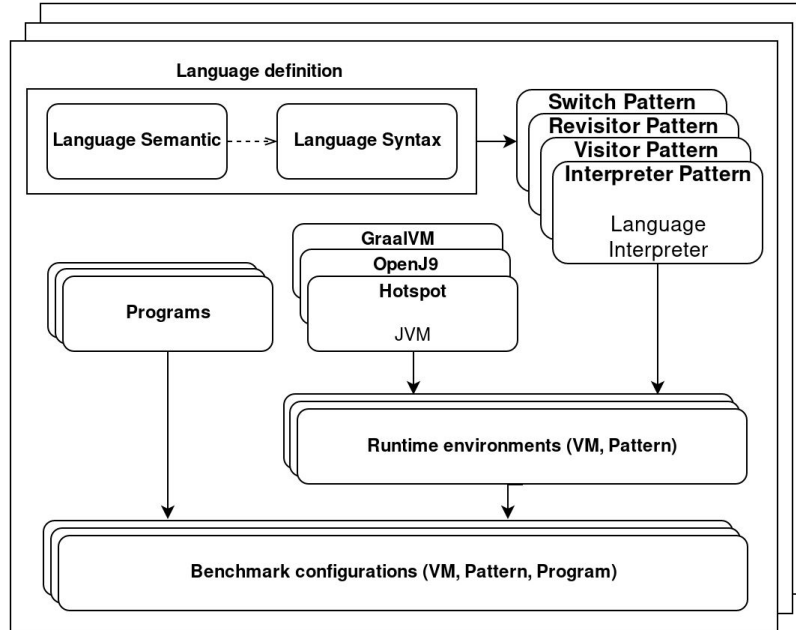 Language definition
Language Semantic
Language Syntax
Switch Pattern
Revisitor Pattern
Visitor Pattern
Interpreter Pattern
Language
Interpreter
GraalVM
OpenJ9
Hotspot
JVM
Programs
Runtime environments (VM, Pattern)
Benchmark configurations (VM, Pattern, Program)